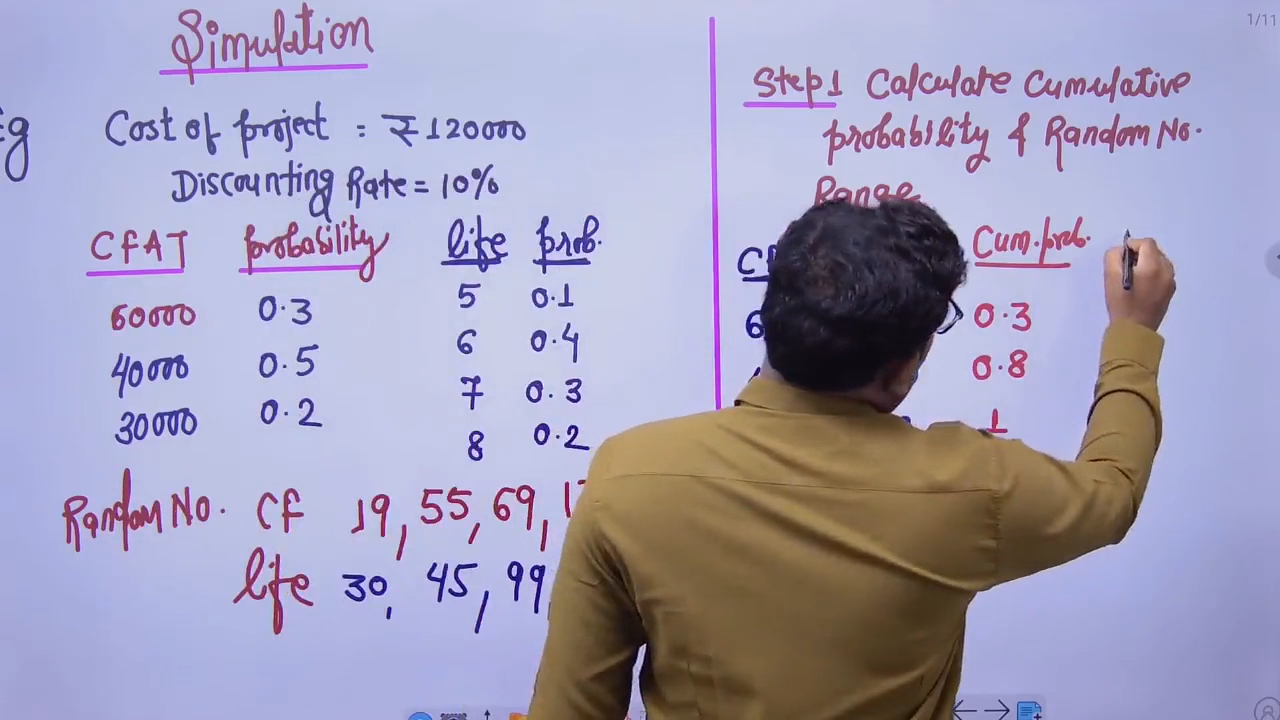 Simulation
Eg Cost of project = ₹ 120000
Discounting Rate = 10%
CFAT probability life prob.
60000 0.3 5 0.1
40000 0.5 6 0.4
30000 0.2 7 0.3
8 0.2
Random No. CF 19, 55, 69,
life 30, 45, 99
1/11
Step 1 Calculate Cumulative
probability & Random No.
Range
Cum. prob.
0.3
0.8
1